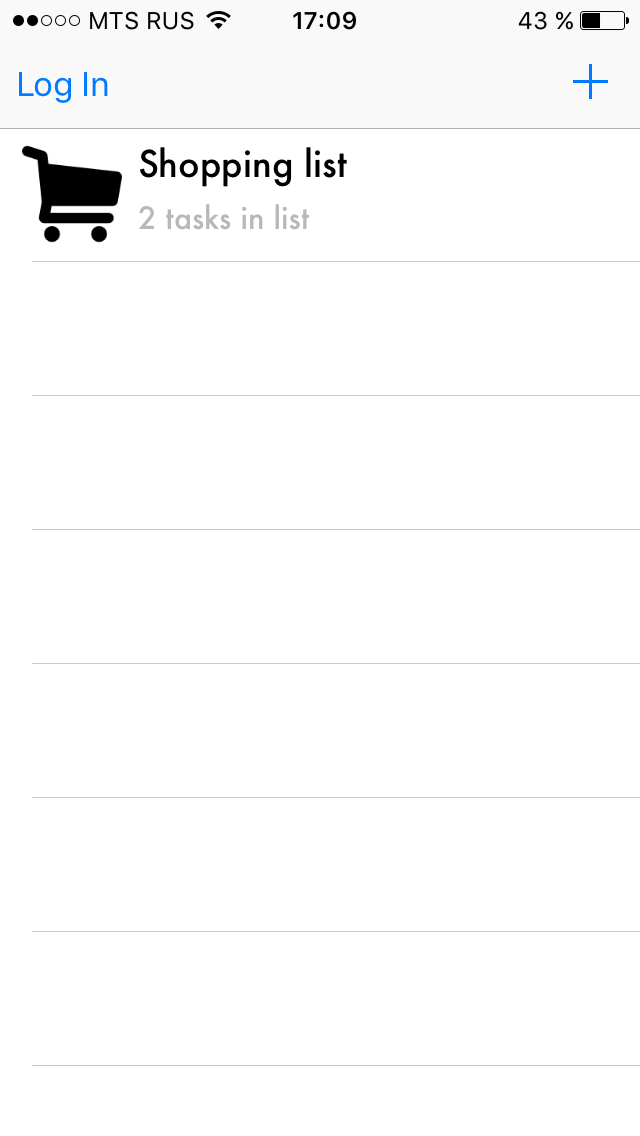 MTS RUS 17:09 43 %
Log In
Shopping list
2 tasks in list